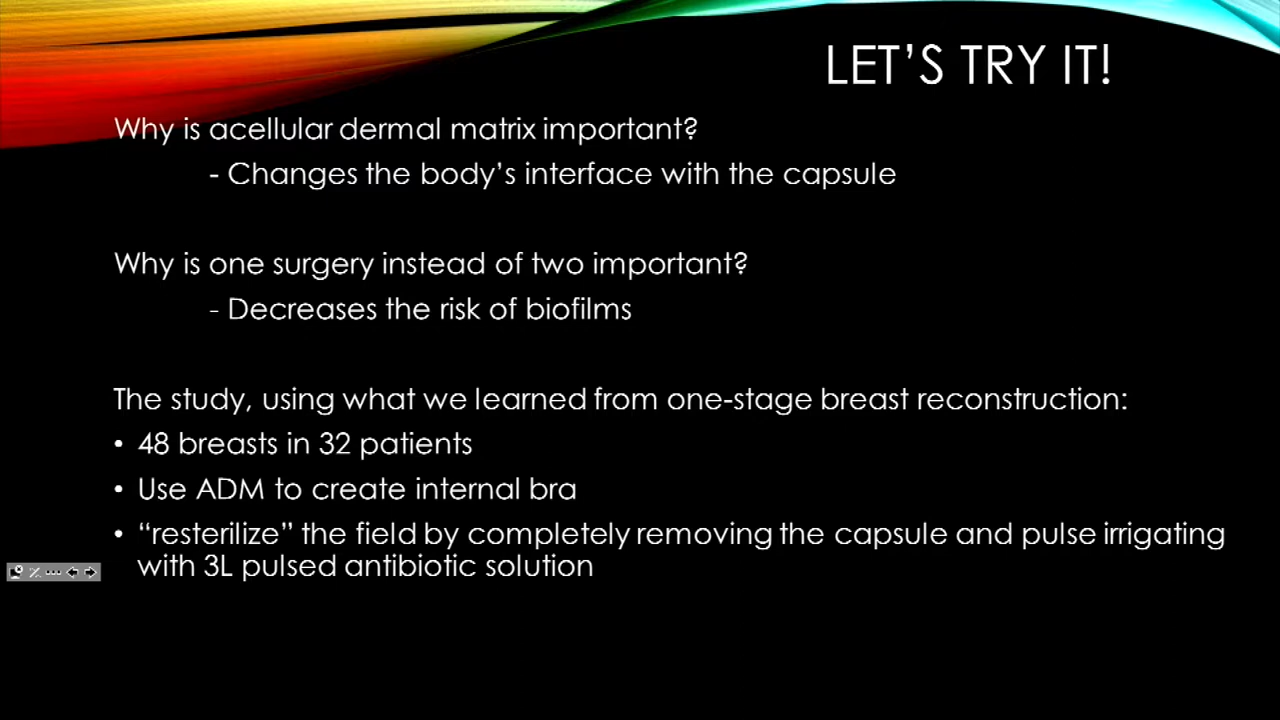 LET’S TRY IT!
Why is acellular dermal matrix important?
- Changes the body’s interface with the capsule
Why is one surgery instead of two important?
- Decreases the risk of biofilms
The study, using what we learned from one-stage breast reconstruction:
• 48 breasts in 32 patients
• Use ADM to create internal bra
• “resterilize” the field by completely removing the capsule and pulse irrigating
with 3L pulsed antibiotic solution